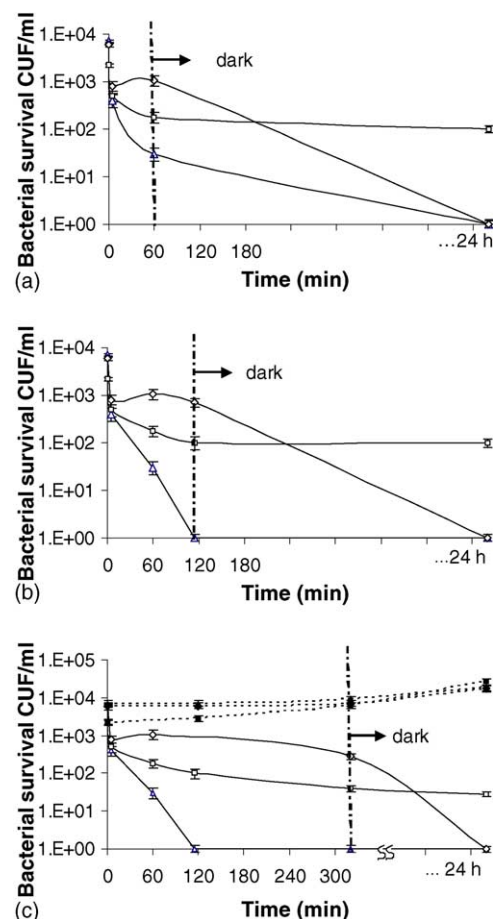 Bacterial survival CUF/ml
1.E+04
1.E+03
1.E+02
1.E+01
1.E+00
dark
0 60 120 180
...24 h
Time (min)
(a)
Bacterial survival CUF/ml
1.E+04
1.E+03
1.E+02
1.E+01
1.E+00
dark
0 60 120 180
...24 h
Time (min)
(b)
Bacterial survival CUF/ml
1.E+05
1.E+04
1.E+03
1.E+02
1.E+01
1.E+00
dark
0 60 120 180 240 300
... 24 h
Time (min)
(c)